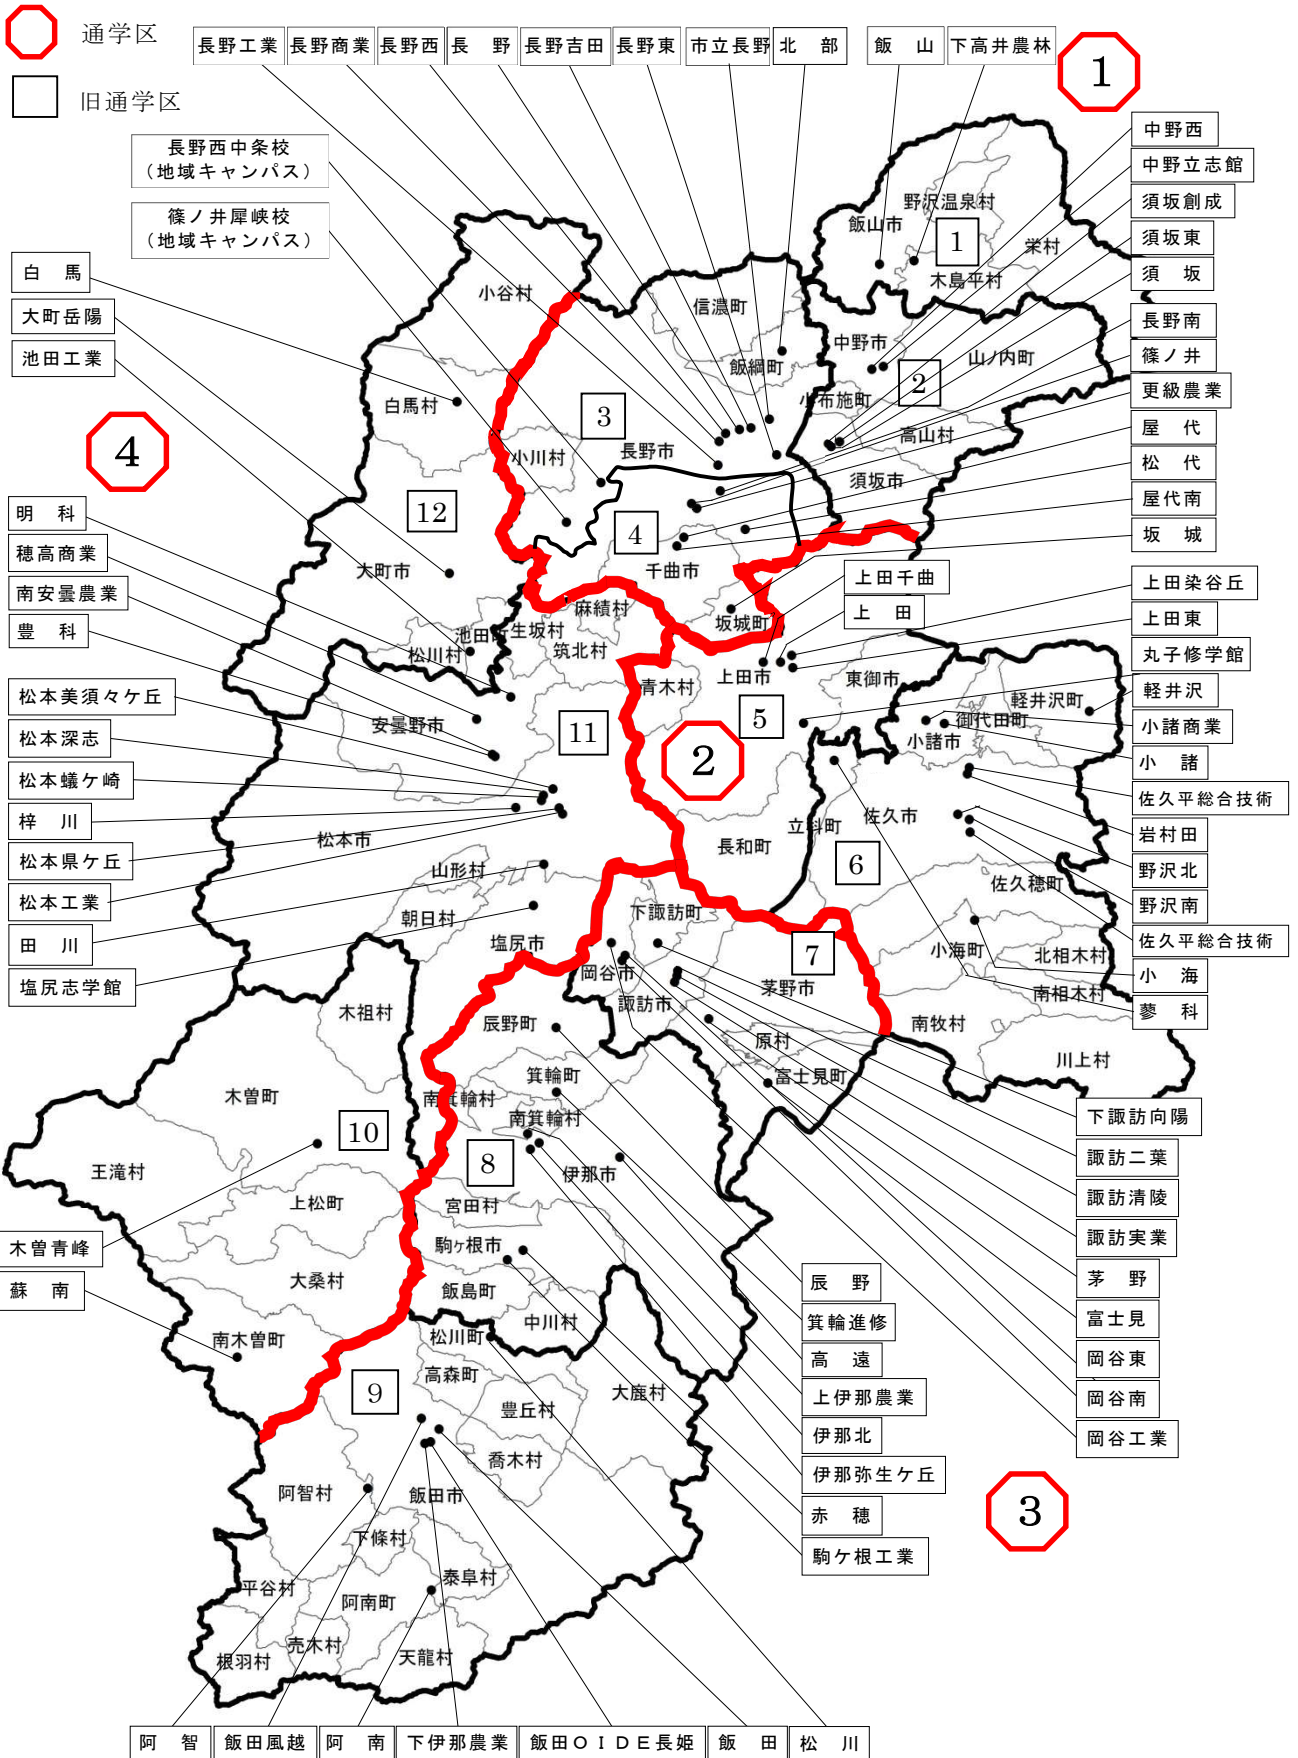 通学区
旧通学区
長野工業
長野商業
長野西
長　野
長野吉田
長野東
市立長野
北　部
飯　山
下高井農林
1
長野西中条校
（地域キャンパス）
篠ノ井犀峡校
（地域キャンパス）
白　馬
大町岳陽
池田工業
4
明　科
穂高商業
南安曇農業
豊　科
松本美須々ケ丘
松本深志
松本蟻ケ崎
梓　川
松本県ケ丘
松本工業
田　川
塩尻志学館
木曽青峰
蘇　南
中野西
中野立志館
須坂創成
須坂東
須　坂
長野南
篠ノ井
更級農業
屋　代
松　代
屋代南
坂　城
上田千曲
上　田
上田染谷丘
上田東
丸子修学館
軽井沢
小諸商業
小　諸
佐久平総合技術
岩村田
野沢北
野沢南
佐久平総合技術
小　海
蓼　科
下諏訪向陽
諏訪二葉
諏訪清陵
諏訪実業
茅　野
富士見
岡谷東
岡谷南
岡谷工業
辰　野
箕輪進修
高　遠
上伊那農業
伊那北
伊那弥生ケ丘
赤　穂
駒ケ根工業
3
2
野沢温泉村
飯山市
1
栄村
木島平村
小谷村
信濃町
中野市
山ノ内町
飯綱町
2
白馬村
3
小布施町
高山村
小川村
長野市
須坂市
12
4
大町市
千曲市
麻績村
坂城町
池田町
生坂村
筑北村
松川村
青木村
上田市
東御市
軽井沢町
安曇野市
11
5
御代田町
小諸市
松本市
立科町
佐久市
長和町
6
山形村
佐久穂町
朝日村
下諏訪町
塩尻市
7
小海町
北相木村
岡谷市
諏訪市
茅野市
南相木村
木祖村
辰野町
南牧村
原村
川上村
箕輪町
富士見町
木曽町
南箕輪村
南箕輪村
10
8
伊那市
王滝村
上松町
宮田村
駒ヶ根市
大桑村
飯島町
中川村
南木曽町
松川町
高森町
9
大鹿村
豊丘村
喬木村
阿智村
飯田市
下條村
平谷村
泰阜村
阿南町
売木村
根羽村
天龍村
阿　智
飯田風越
阿　南
下伊那農業
飯田ＯＩＤＥ長姫
飯　田
松　川